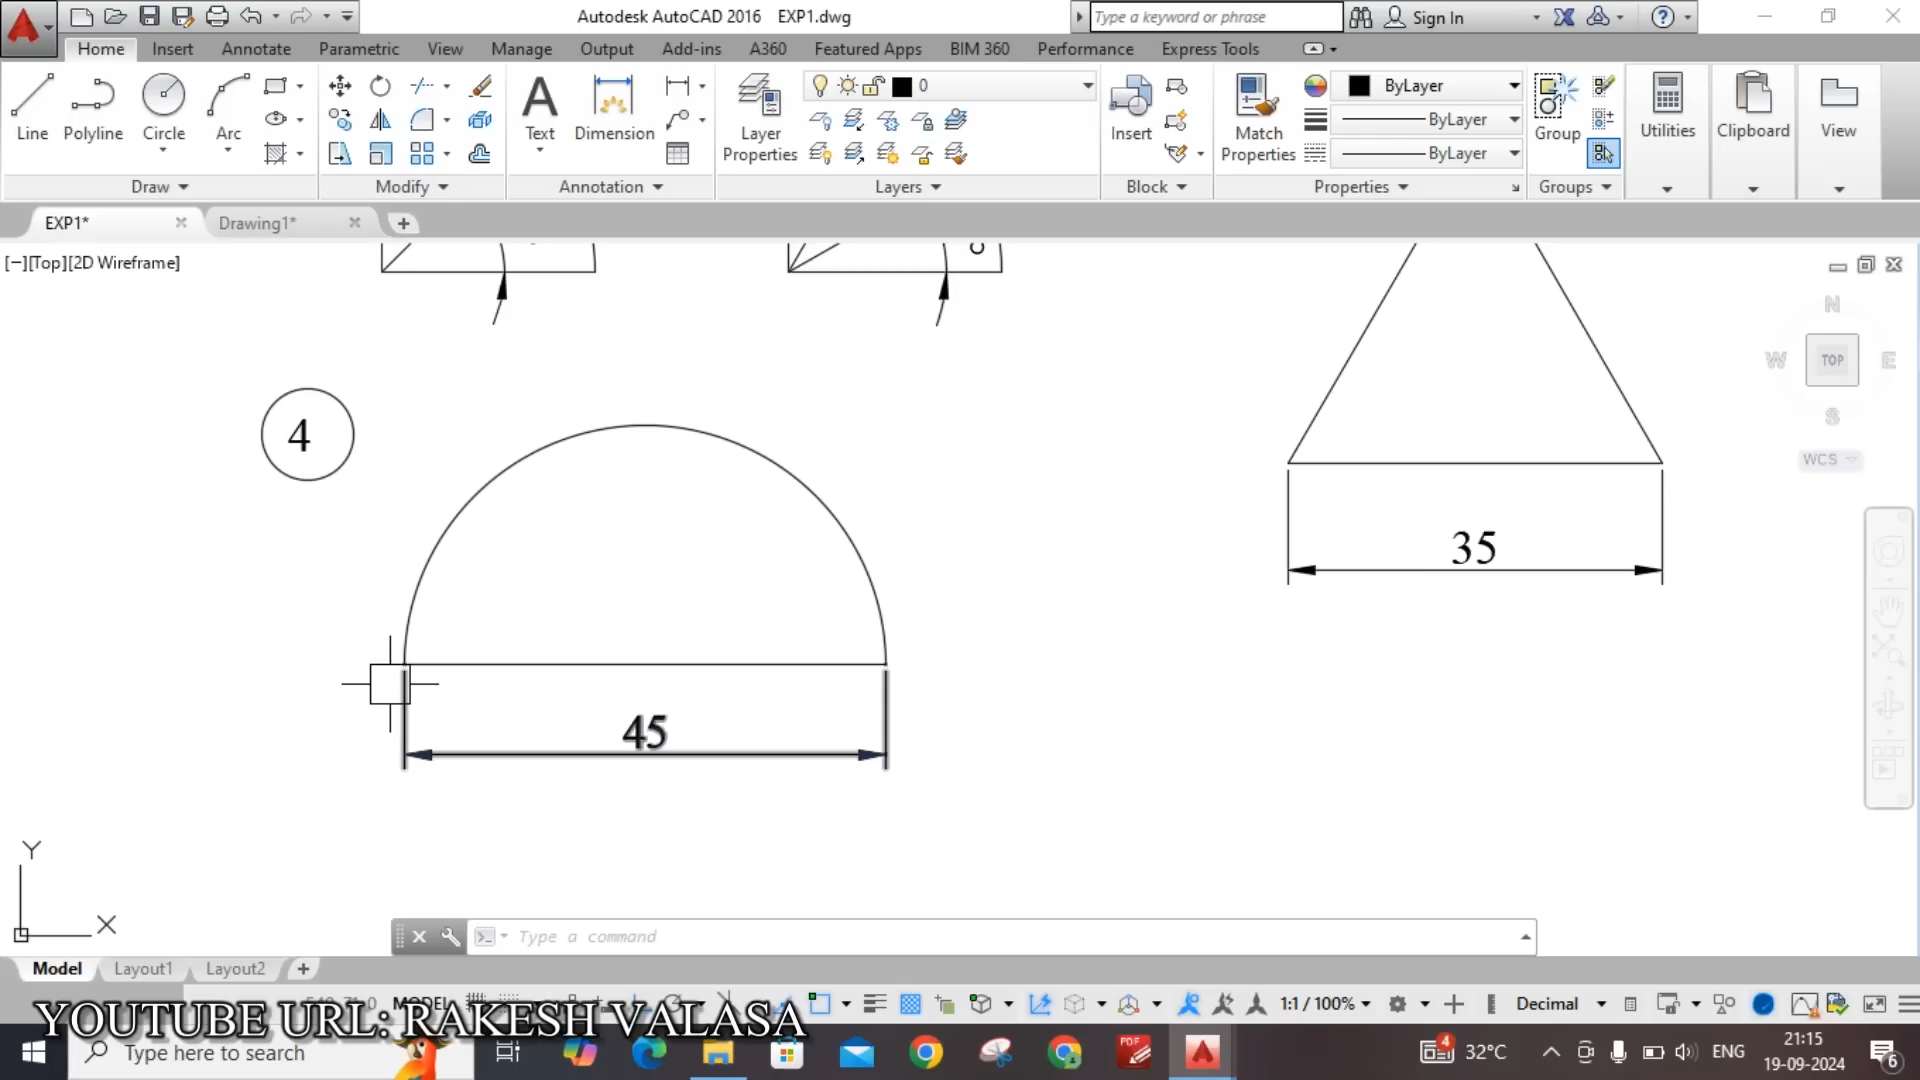 Autodesk AutoCAD 2016 EXP1.dwg
Type a keyword or phrase
Sign In
Home Insert Annotate Parametric View Manage Output Add-ins A360 Featured Apps BIM 360 Performance Express Tools
Line Polyline Circle Arc
Text Dimension
Layer Properties
0
Insert
Match Properties
ByLayer
ByLayer
ByLayer
Group
Utilities
Clipboard
View
Draw Modify Annotation Layers Block Properties Groups
EXP1* Drawing1*
[−][Top][2D Wireframe]
N
W TOP E
S
WCS
4
35
45
Y
X
Type a command
Model Layout1 Layout2
MODEL 1:1 / 100% Decimal
YOUTUBE URL: RAKESH VALASA
Type here to search
PDF
4
32°C
ENG
21:15
19-09-2024
6